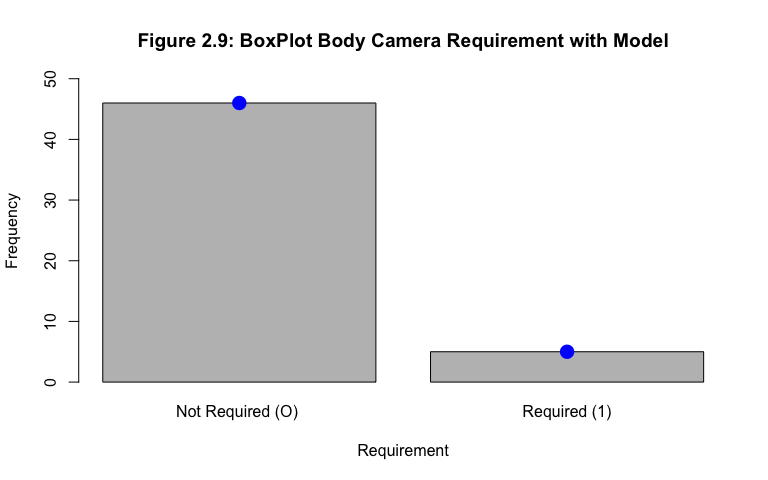 Figure 2.9: BoxPlot Body Camera Requirement with Model
50
40
30
20
10
0
Frequency
Not Required (O)
Required (1)
Requirement